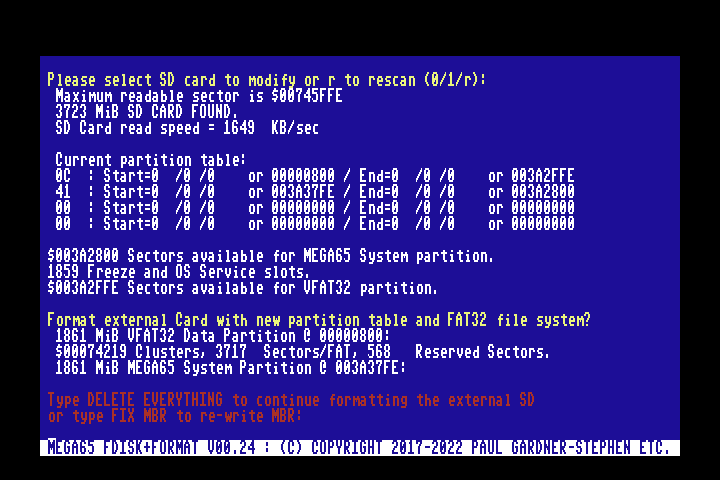 Please select SD card to modify or r to rescan (0/1/r):
Maximum readable sector is $00745FFE
3723 MiB SD CARD FOUND.
SD Card read speed = 1649 KB/sec
Current partition table:
0C : Start=0 /0 /0 or 00000800 / End=0 /0 /0 or 003A2FFE
41 : Start=0 /0 /0 or 003A37FE / End=0 /0 /0 or 003A2800
00 : Start=0 /0 /0 or 00000000 / End=0 /0 /0 or 00000000
00 : Start=0 /0 /0 or 00000000 / End=0 /0 /0 or 00000000
$003A2800 Sectors available for MEGA65 System partition.
1859 Freeze and OS Service slots.
$003A2FFE Sectors available for VFAT32 partition.
Format external Card with new partition table and FAT32 file system?
1861 MiB VFAT32 Data Partition @ 00000800:
$00074219 Clusters, 3717 Sectors/FAT, 568 Reserved Sectors.
1861 MiB MEGA65 System Partition @ 003A37FE:
Type DELETE EVERYTHING to continue formatting the external SD
or type FIX MBR to re-write MBR:
MEGA65 FDISK+FORMAT V00.24 : (C) COPYRIGHT 2017-2022 PAUL GARDNER-STEPHEN ETC.